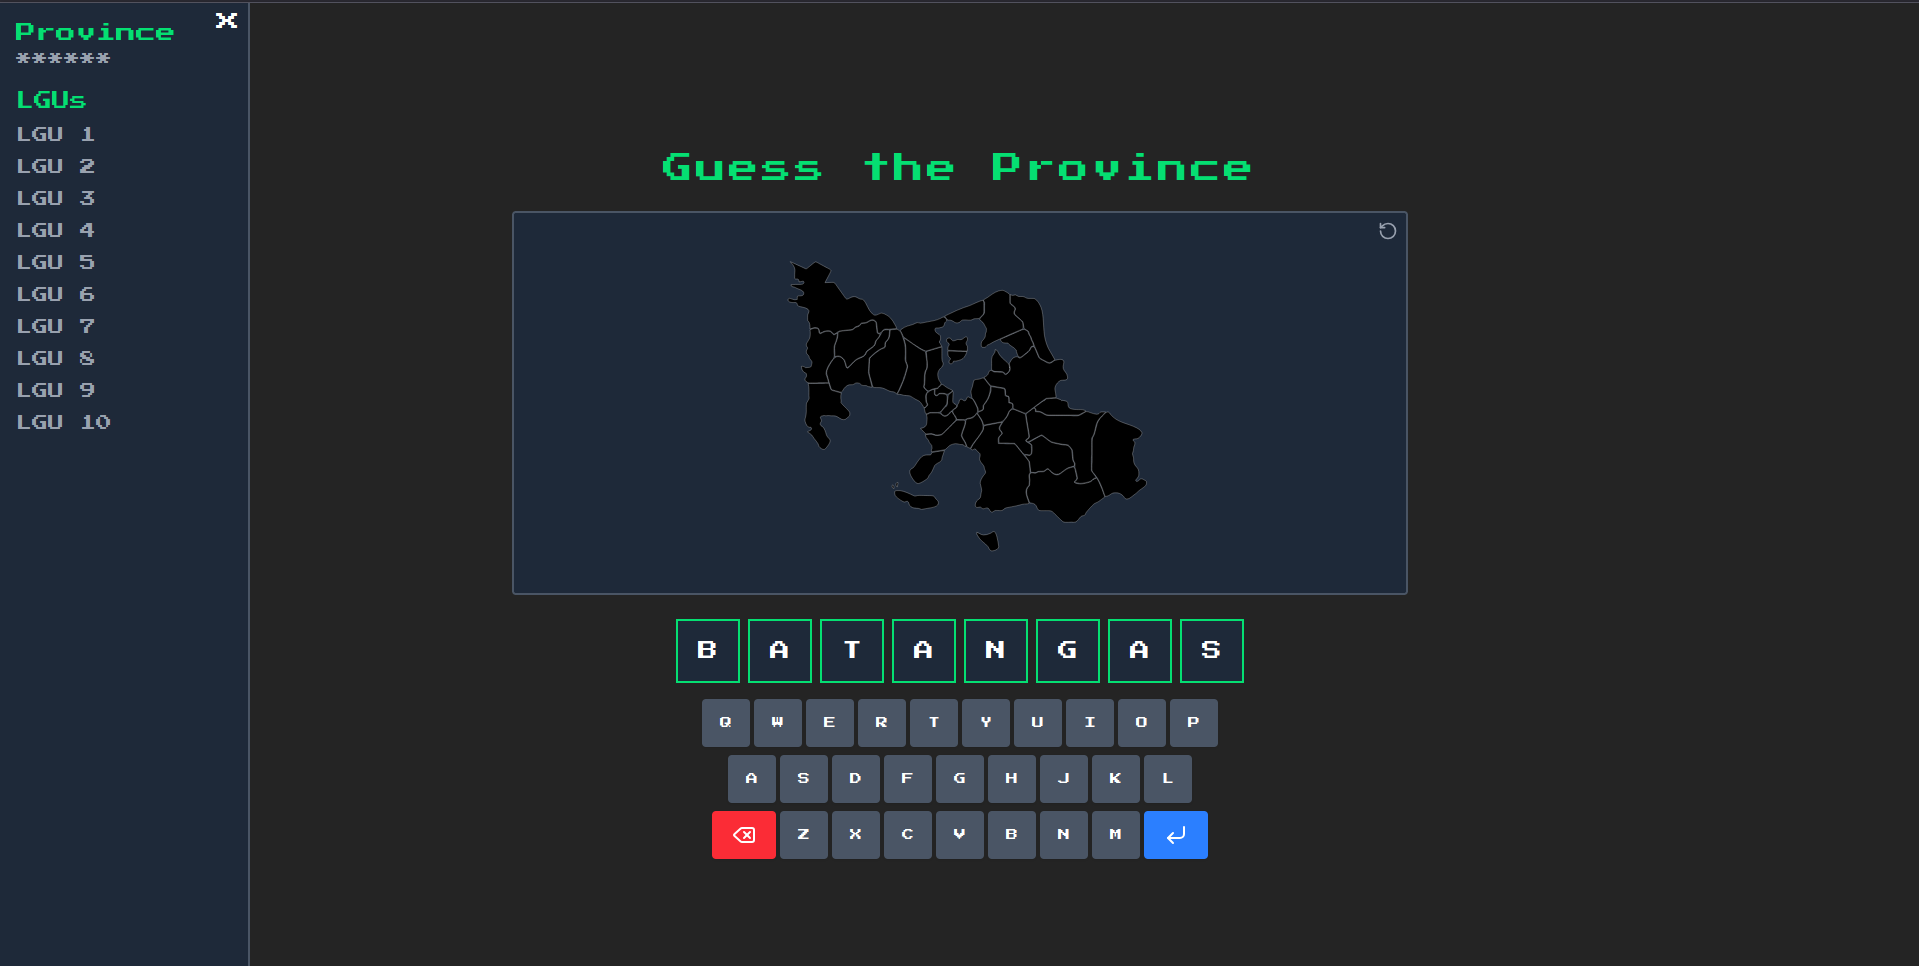 Province
******
LGUs
LGU 1
LGU 2
LGU 3
LGU 4
LGU 5
LGU 6
LGU 7
LGU 8
LGU 9
LGU 10
Guess the Province
B A T A N G A S
Q W E R T Y U I O P
A S D F G H J K L
Z X C V B N M